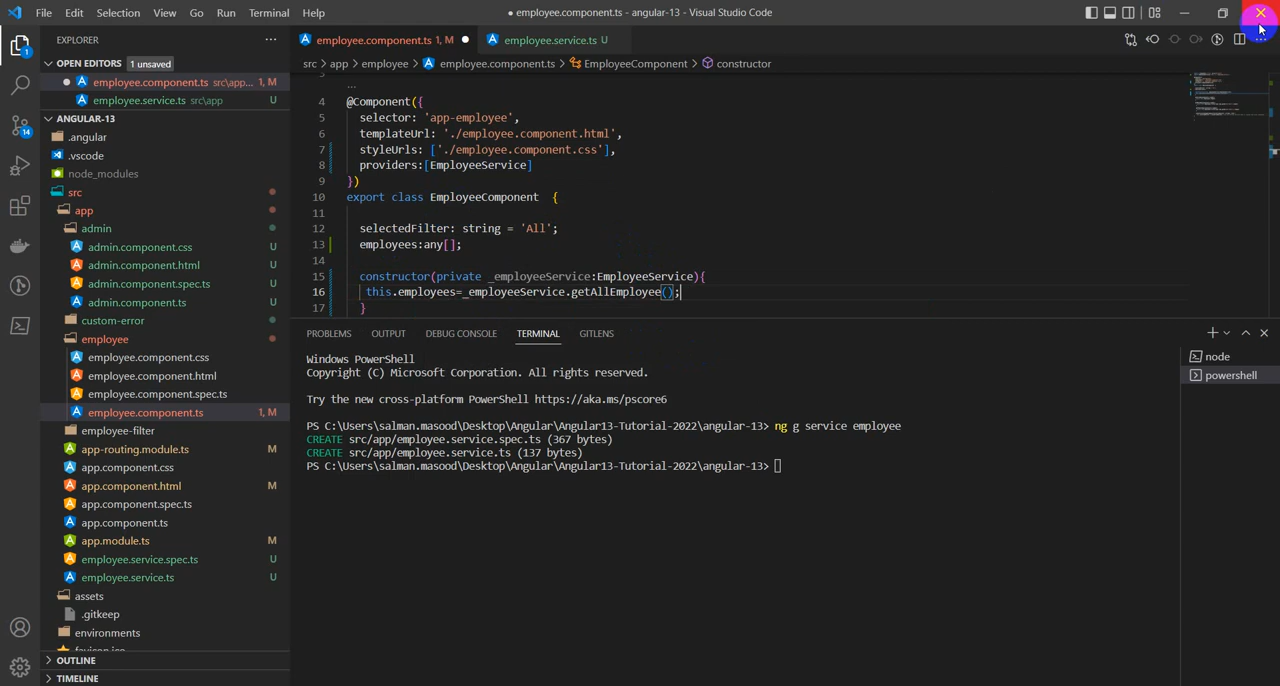 File Edit Selection View Go Run Terminal Help
● employee.component.ts - angular-13 - Visual Studio Code
EXPLORER
OPEN EDITORS 1 unsaved
employee.component.ts src\app... 1, M
employee.service.ts src\app U
ANGULAR-13
.angular
.vscode
node_modules
src
app
admin
admin.component.css U
admin.component.html U
admin.component.spec.ts U
admin.component.ts U
custom-error
employee
employee.component.css
employee.component.html
employee.component.spec.ts
employee.component.ts 1, M
employee-filter
app-routing.module.ts M
app.component.css
app.component.html M
app.component.spec.ts
app.component.ts
app.module.ts M
employee.service.spec.ts U
employee.service.ts U
assets
.gitkeep
environments
OUTLINE
TIMELINE
1
14
employee.component.ts 1, M
employee.service.ts U
src > app > employee > employee.component.ts > EmployeeComponent > constructor
4 @Component({
5 selector: 'app-employee',
6 templateUrl: './employee.component.html',
7 styleUrls: ['./employee.component.css'],
8 providers:[EmployeeService]
9 })
10 export class EmployeeComponent {
11
12 selectedFilter: string = 'All';
13 employees:any[];
14
15 constructor(private _employeeService:EmployeeService){
16 this.employees=_employeeService.getAllEmployee();
17 }
PROBLEMS OUTPUT DEBUG CONSOLE TERMINAL GITLENS
Windows PowerShell
Copyright (C) Microsoft Corporation. All rights reserved.
Try the new cross-platform PowerShell https://aka.ms/pscore6
PS C:\Users\salman.masood\Desktop\Angular\Angular13-Tutorial-2022\angular-13> ng g service employee
CREATE src/app/employee.service.spec.ts (367 bytes)
CREATE src/app/employee.service.ts (137 bytes)
PS C:\Users\salman.masood\Desktop\Angular\Angular13-Tutorial-2022\angular-13>
node
powershell